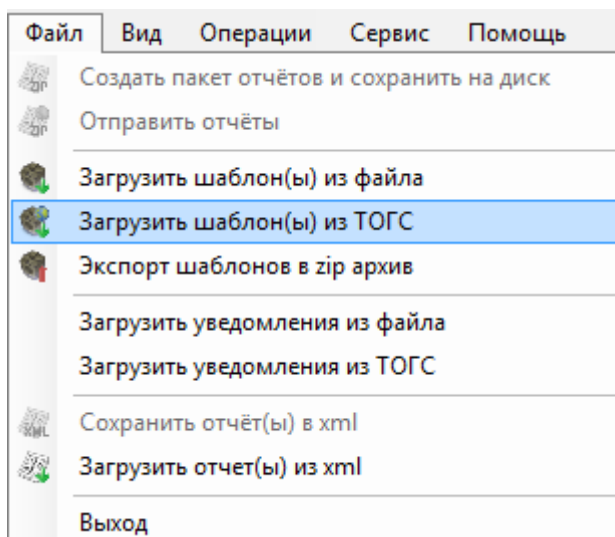 Файл Вид Операции Сервис Помощь
Создать пакет отчётов и сохранить на диск
Отправить отчёты
Загрузить шаблон(ы) из файла
Загрузить шаблон(ы) из ТОГС
Экспорт шаблонов в zip архив
Загрузить уведомления из файла
Загрузить уведомления из ТОГС
Сохранить отчёт(ы) в xml
Загрузить отчет(ы) из xml
Выход